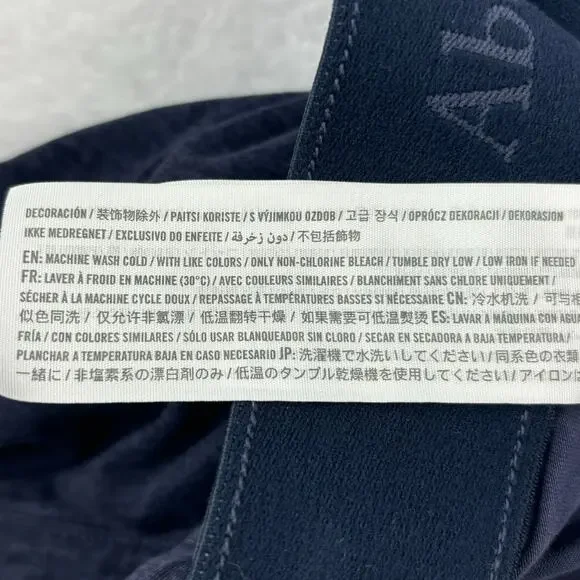 Ab
DECORACIÓN / 装饰物除外 / PAITSI KORISTE / S VÝJIMKOU OZDOB / 고급 장식 / OPRÓCZ DEKORACJI / DEKORASJON
IKKE MEDREGNET / EXCLUSIVO DO ENFEITE / دون زخرفة / 不包括飾物
EN: MACHINE WASH COLD / WITH LIKE COLORS / ONLY NON-CHLORINE BLEACH / TUMBLE DRY LOW / LOW IRON IF NEEDED
FR: LAVER À FROID EN MACHINE (30°C) / AVEC COULEURS SIMILAIRES / BLANCHIMENT SANS CHLORE UNIQUEMENT /
SÉCHER À LA MACHINE CYCLE DOUX / REPASSAGE À TEMPÉRATURES BASSES SI NÉCESSAIRE CN: 冷水机洗 / 可与相
似色同洗 / 仅允许非氯漂 / 低温翻转干燥 / 如果需要可低温熨烫 ES: LAVAR A MÁQUINA CON AGUA
FRÍA / CON COLORES SIMILARES / SÓLO USAR BLANQUEADOR SIN CLORO / SECAR EN SECADORA A BAJA TEMPERATURA /
PLANCHAR A TEMPERATURA BAJA EN CASO NECESARIO JP: 洗濯機で水洗いしてください / 同系色の衣類
一緒に / 非塩素系の漂白剤のみ / 低温のタンブル乾燥機を使用してください / アイロンは